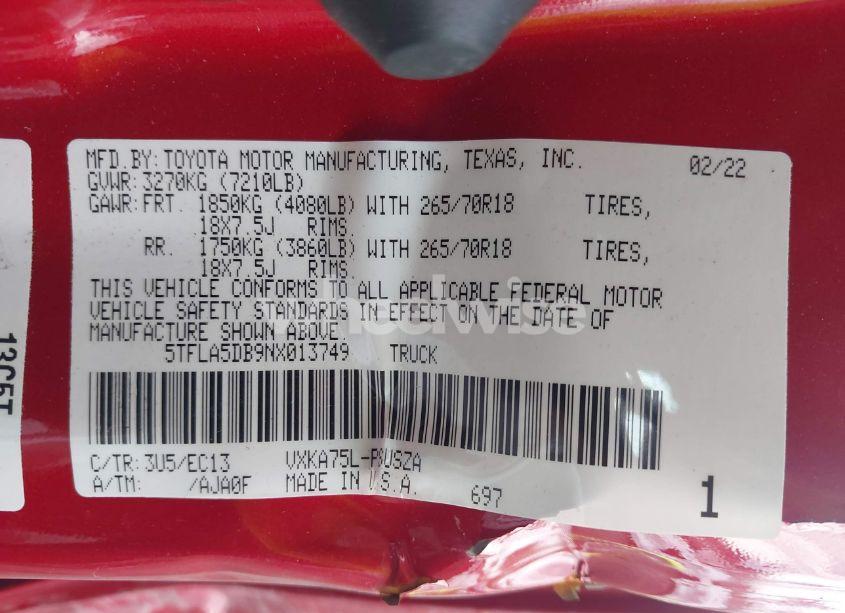 MFD.BY:TOYOTA MOTOR MANUFACTURING, TEXAS, INC. 02/22
GVWR:3270KG (7210LB)
GAWR:FRT. 1850KG (4080LB) WITH 265/70R18 TIRES,
18X7.5J RIMS.
RR. 1750KG (3860LB) WITH 265/70R18 TIRES,
18X7.5J RIMS.
THIS VEHICLE CONFORMS TO ALL APPLICABLE FEDERAL MOTOR
VEHICLE SAFETY STANDARDS IN EFFECT ON THE DATE OF
MANUFACTURE SHOWN ABOVE.
5TFLA5DB9NX013749 TRUCK
C/TR:3U5/EC13
A/TM: /AJA0F MADE IN U.S.A. 697
1
13C5T
wheelwise